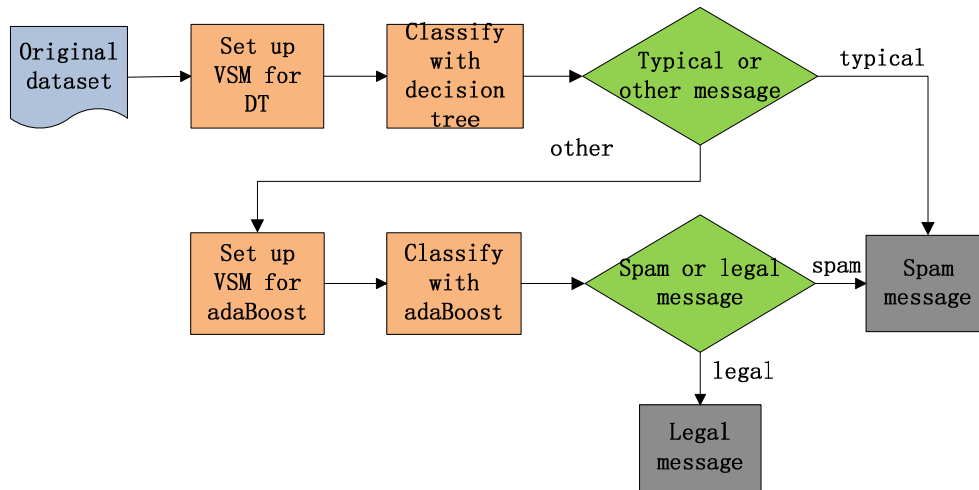 Original
dataset
Set up
VSM for
DT
Classify
with
decision
tree
Typical or
other message
typical
other
Set up
VSM for
adaBoost
Classify
with
adaBoost
Spam or legal
message
spam
Spam
message
legal
Legal
message